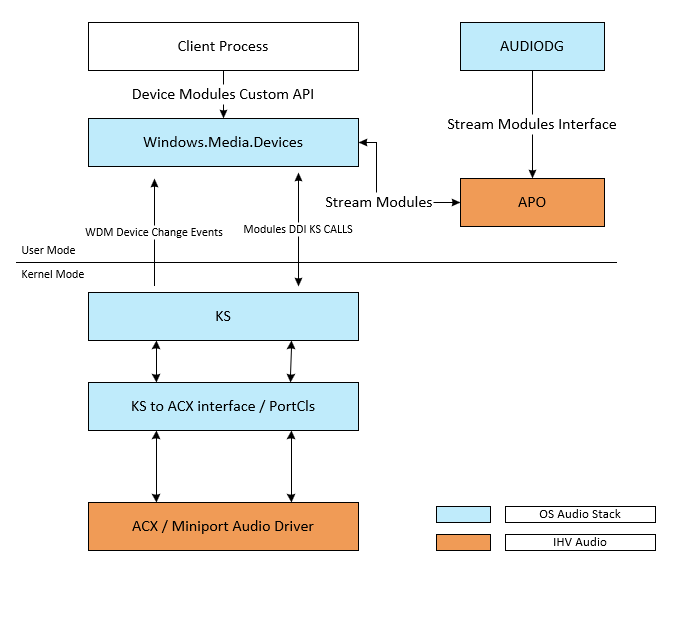 Client Process
AUDIODG
Device Modules Custom API
Stream Modules Interface
Windows.Media.Devices
Stream Modules
APO
WDM Device Change Events
Modules DDI KS CALLS
User Mode
Kernel Mode
KS
KS to ACX interface / PortCls
ACX / Miniport Audio Driver
OS Audio Stack
IHV Audio